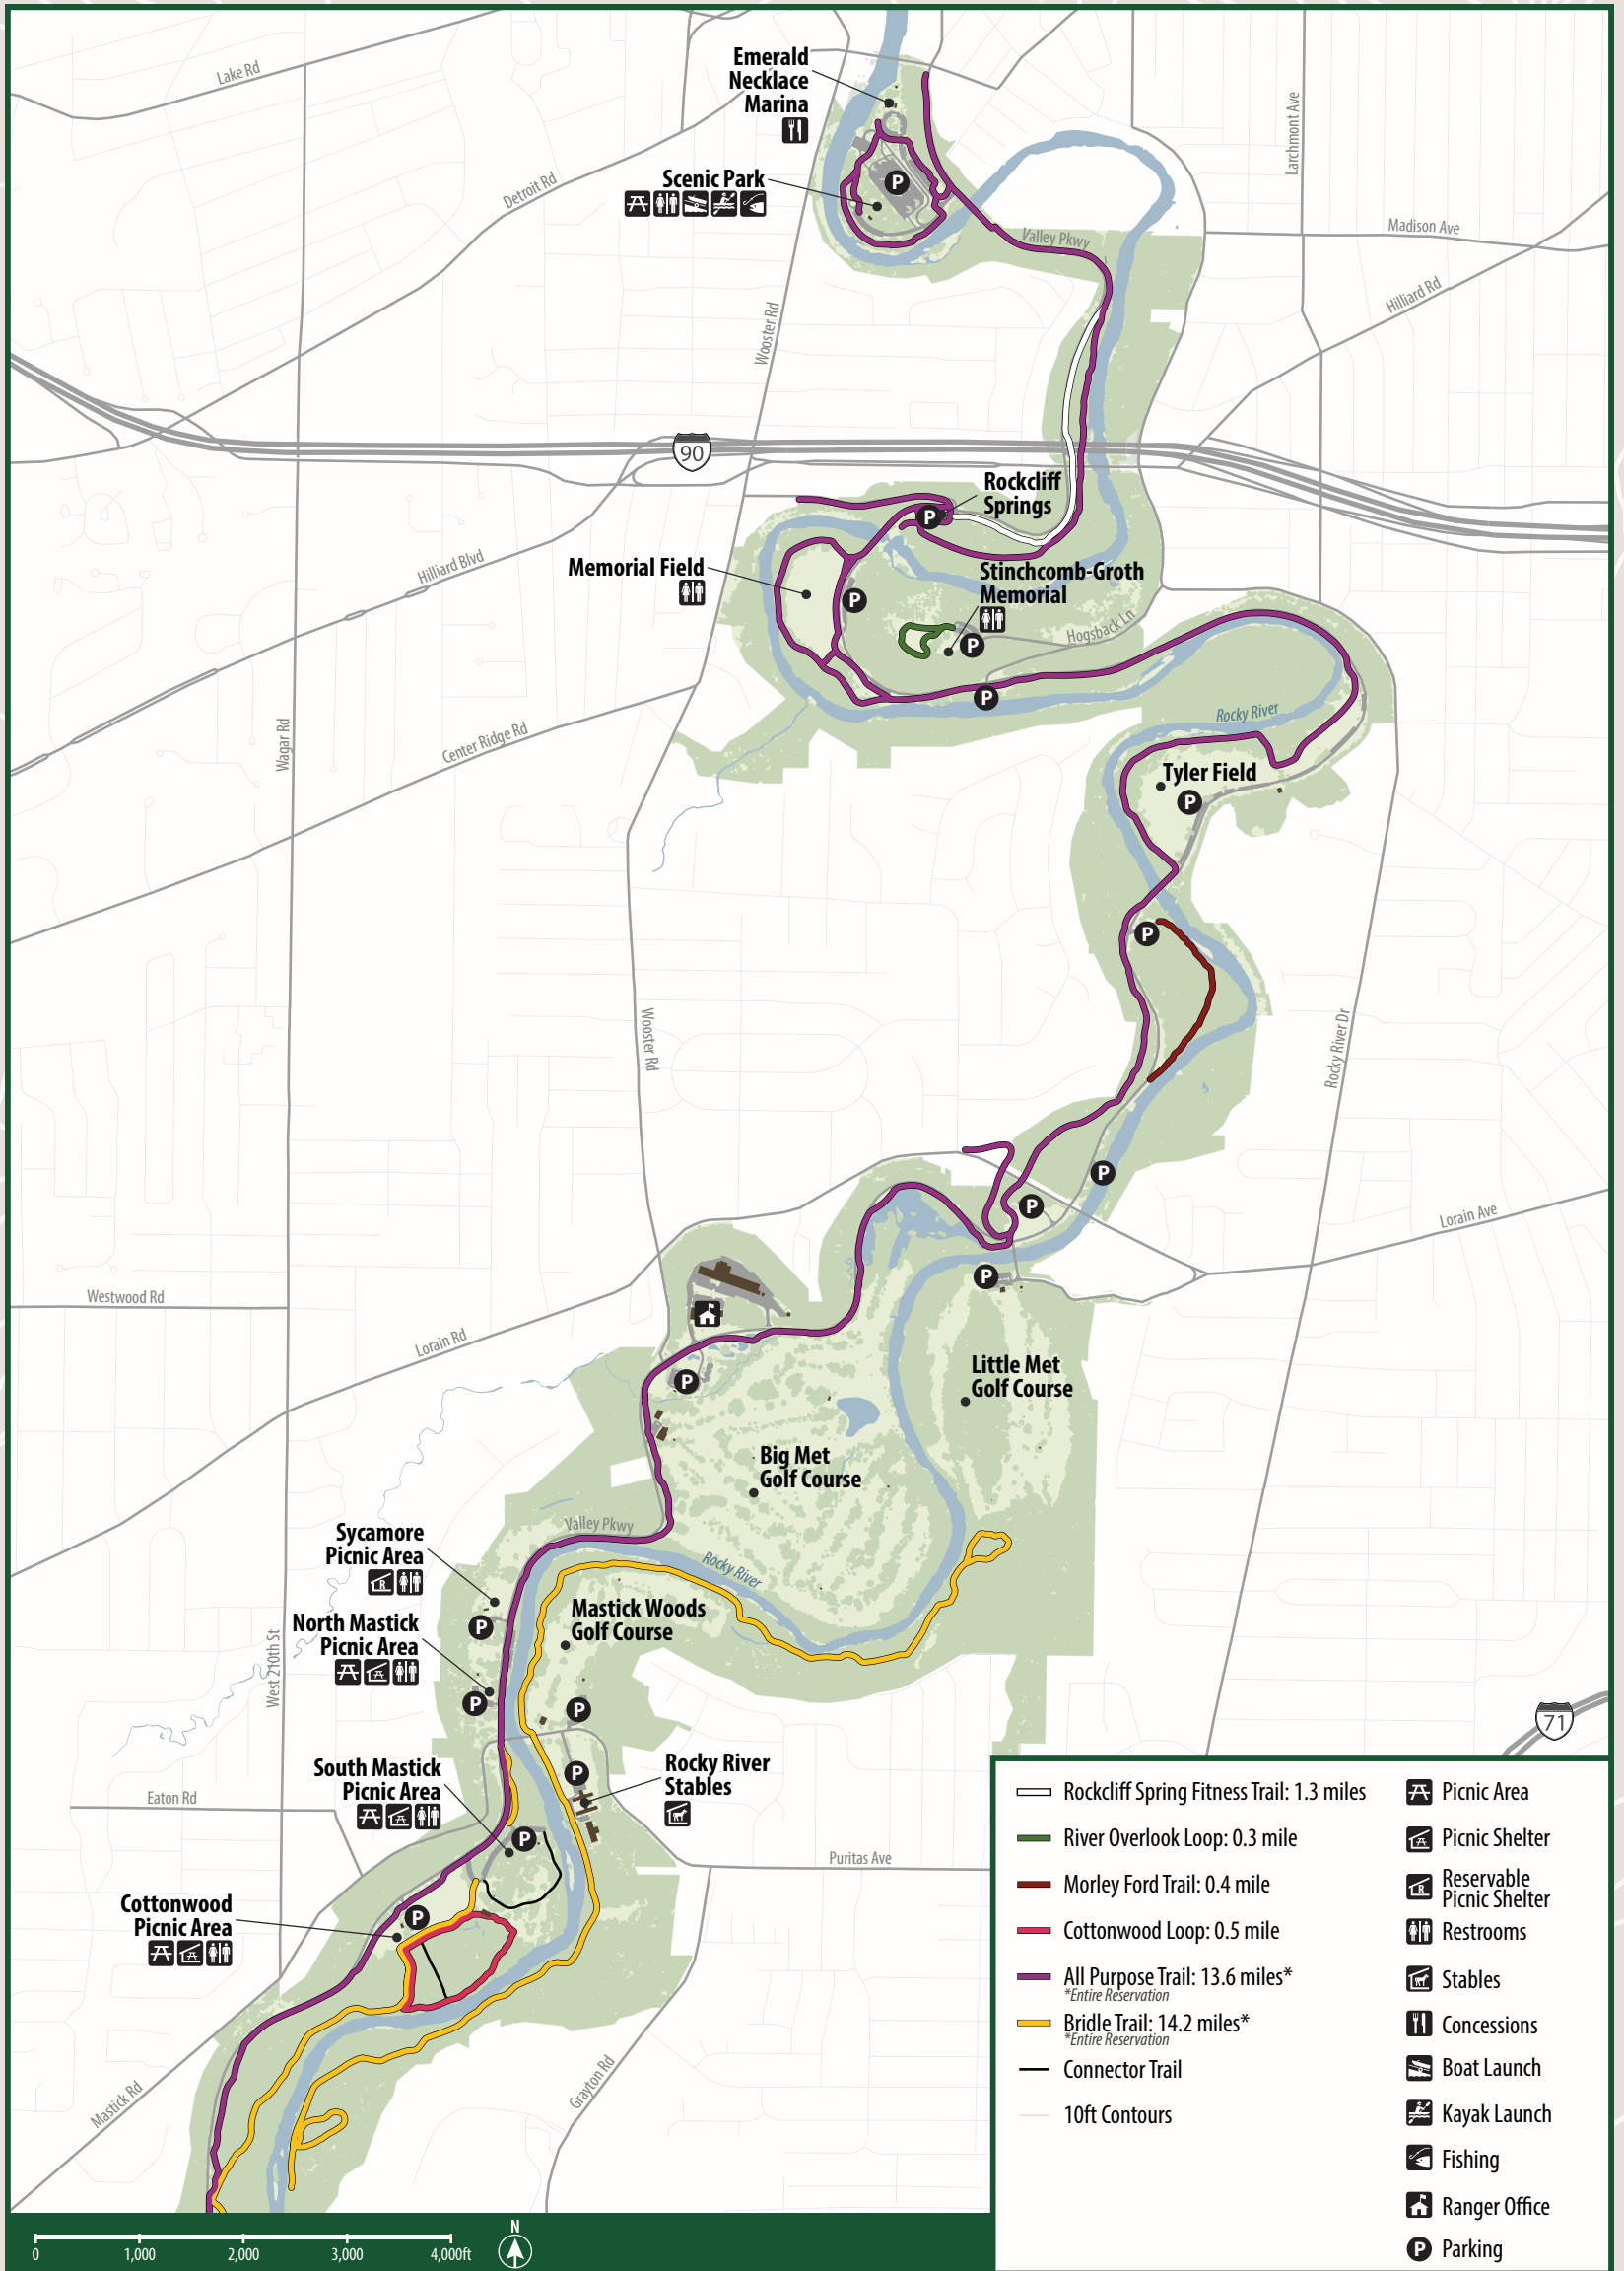 Emerald
Necklace
Marina
Lake Rd
Larchmont Ave
Detroit Rd
Scenic Park
P
Madison Ave
Valley Pkwy
Hilliard Rd
Wooster Rd
90
Rockcliff
Springs
P
Hilliard Blvd
Memorial Field
Stinchcomb-Groth
Memorial
P
Hogsback Ln
P
P
Rocky River
Wagar Rd
Center Ridge Rd
Tyler Field
P
P
Wooster Rd
Rocky River Dr
P
P
Lorain Ave
P
Westwood Rd
Lorain Rd
Little Met
Golf Course
P
Big Met
Golf Course
Valley Pkwy
Sycamore
Picnic Area
R
Rocky River
P
Mastick Woods
Golf Course
North Mastick
Picnic Area
West 210th St
P
P
71
South Mastick
Picnic Area
Rocky River
Stables
P
Eaton Rd
P
Puritas Ave
Cottonwood
Picnic Area
P
Mastick Rd
Grayton Rd
Rockcliff Spring Fitness Trail: 1.3 miles
River Overlook Loop: 0.3 mile
Morley Ford Trail: 0.4 mile
Cottonwood Loop: 0.5 mile
All Purpose Trail: 13.6 miles*
*Entire Reservation
Bridle Trail: 14.2 miles*
*Entire Reservation
Connector Trail
10ft Contours
Picnic Area
Picnic Shelter
R
Reservable
Picnic Shelter
Restrooms
Stables
Concessions
Boat Launch
Kayak Launch
Fishing
Ranger Office
P Parking
N
0 1,000 2,000 3,000 4,000ft